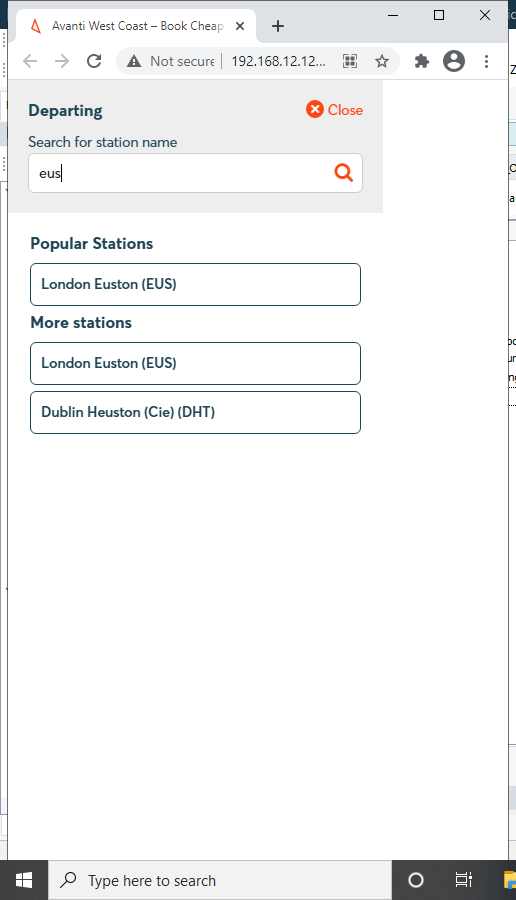 Avanti West Coast – Book Cheap
Not secure
192.168.12.12...
Departing
Close
Search for station name
eus
Popular Stations
London Euston (EUS)
More stations
London Euston (EUS)
Dublin Heuston (Cie) (DHT)
Type here to search